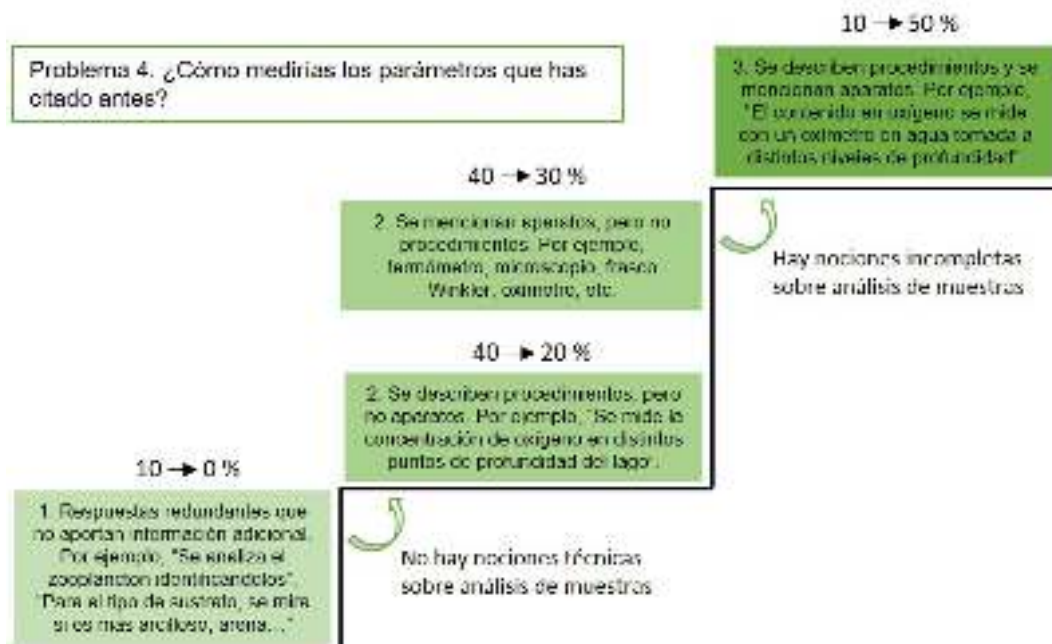 10 → 50 %
Problema 4. ¿Cómo medirías los parámetros que has
citado antes?
3. Se describen procedimientos y se
mencionan aparatos. Por ejemplo,
"El contenido en oxígeno se mide
con un oxímetro en agua tomada a
distintos niveles de profundidad"
40 → 30 %
2. Se mencionan aparatos, pero no
procedimientos. Por ejemplo,
termómetro, microscopio, frasco
Winkler, oxímetro, etc.
Hay nociones incompletas
sobre análisis de muestras
40 → 20 %
2. Se describen procedimientos, pero
no aparatos. Por ejemplo, "Se mide la
concentración de oxígeno en distintos
puntos de profundidad del lago".
10 → 0 %
1. Respuestas redundantes que
no aportan información adicional.
Por ejemplo, "Se analiza el
zooplancton identificándolos".
"Para el tipo de sustrato, se mira
si es más arcilloso, arena…"
No hay nociones técnicas
sobre análisis de muestras